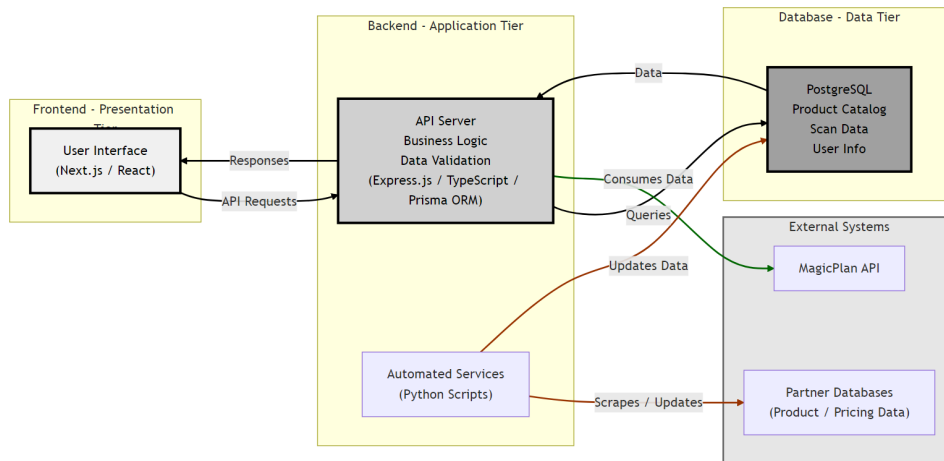 Frontend - Presentation
Tier
User Interface
(Next.js / React)
Responses
API Requests
Backend - Application Tier
API Server
Business Logic
Data Validation
(Express.js / TypeScript /
Prisma ORM)
Automated Services
(Python Scripts)
Data
Consumes Data
Queries
Updates Data
Scrapes / Updates
Database - Data Tier
PostgreSQL
Product Catalog
Scan Data
User Info
External Systems
MagicPlan API
Partner Databases
(Product / Pricing Data)